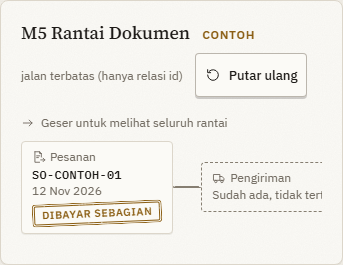 M5 Rantai Dokumen CONTOH
jalan terbatas (hanya relasi id) Putar ulang
→ Geser untuk melihat seluruh rantai
Pesanan
SO-CONTOH-01
12 Nov 2026
DIBAYAR SEBAGIAN
Pengiriman
Sudah ada, tidak